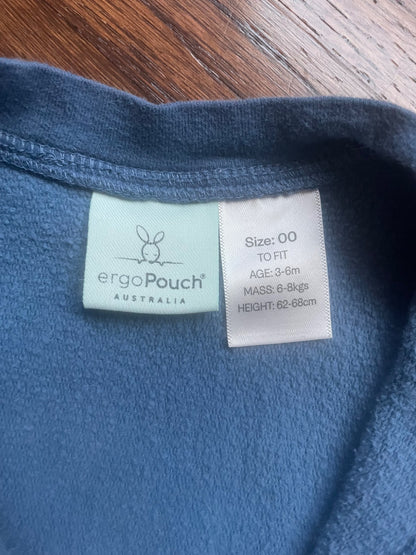 ergoPouch®
AUSTRALIA
Size: 00
TO FIT
AGE: 3-6m
MASS: 6-8kgs
HEIGHT: 62-68cm